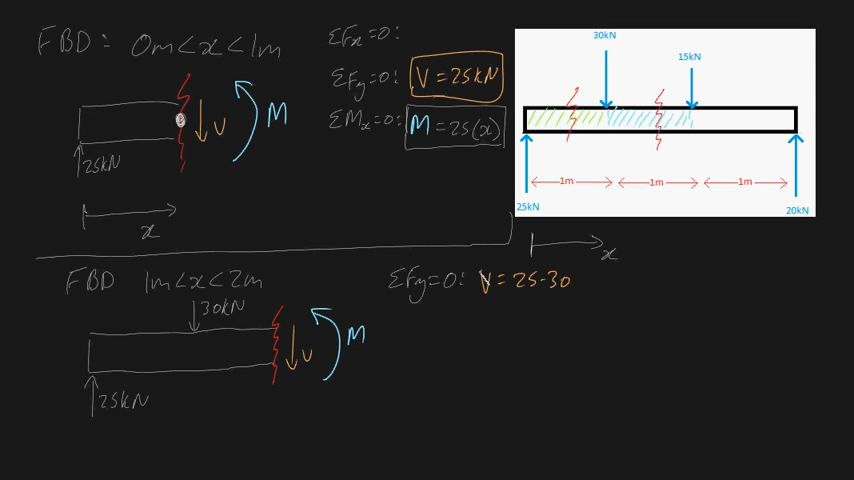 FBD: 0m<x<1m
ΣFx=0:
ΣFy=0: V=25kN
ΣMx=0: M=25(x)
V
M
25kN
x
30kN
15kN
1m
1m
1m
25kN
20kN
x
FBD 1m<x<2m
ΣFy=0: V=25-30
30kN
V
M
25kN